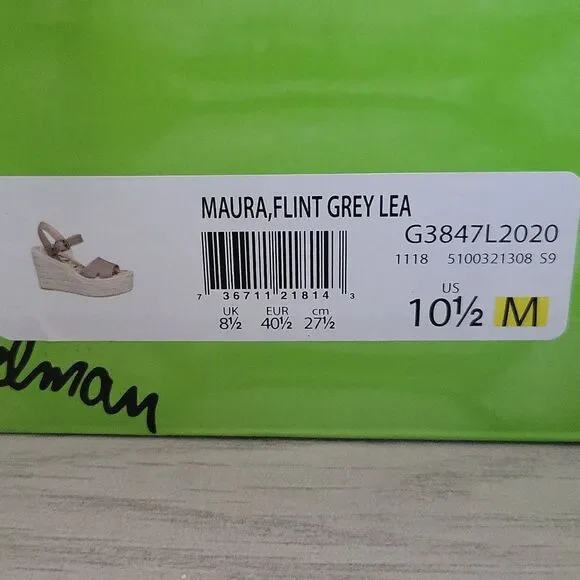 MAURA,FLINT GREY LEA
G3847L2020
1118 5100321308 S9
7 36711 21814 3
UK EUR cm
8½ 40½ 27½
US
10½ M
elman